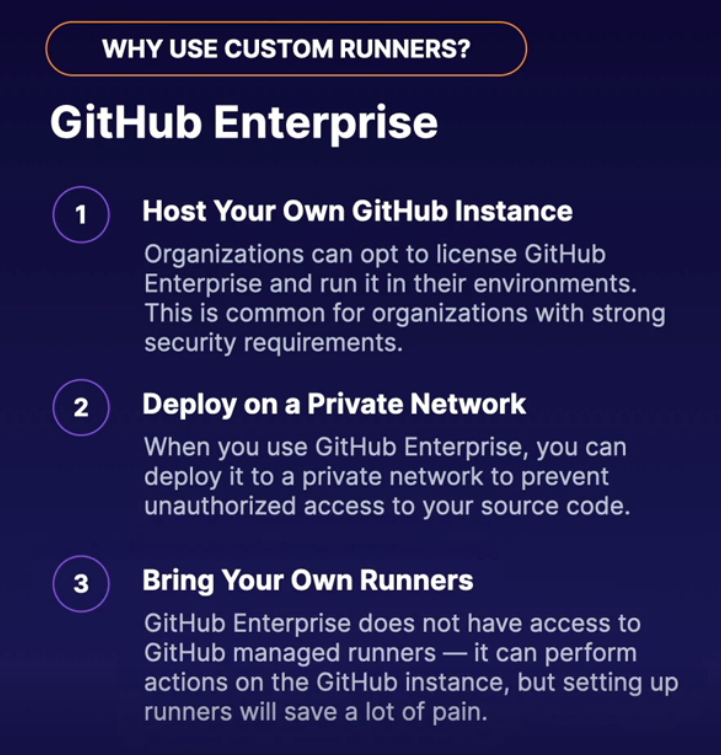 WHY USE CUSTOM RUNNERS?
GitHub Enterprise
1
Host Your Own GitHub Instance
Organizations can opt to license GitHub
Enterprise and run it in their environments.
This is common for organizations with strong
security requirements.
2
Deploy on a Private Network
When you use GitHub Enterprise, you can
deploy it to a private network to prevent
unauthorized access to your source code.
3
Bring Your Own Runners
GitHub Enterprise does not have access to
GitHub managed runners — it can perform
actions on the GitHub instance, but setting up
runners will save a lot of pain.